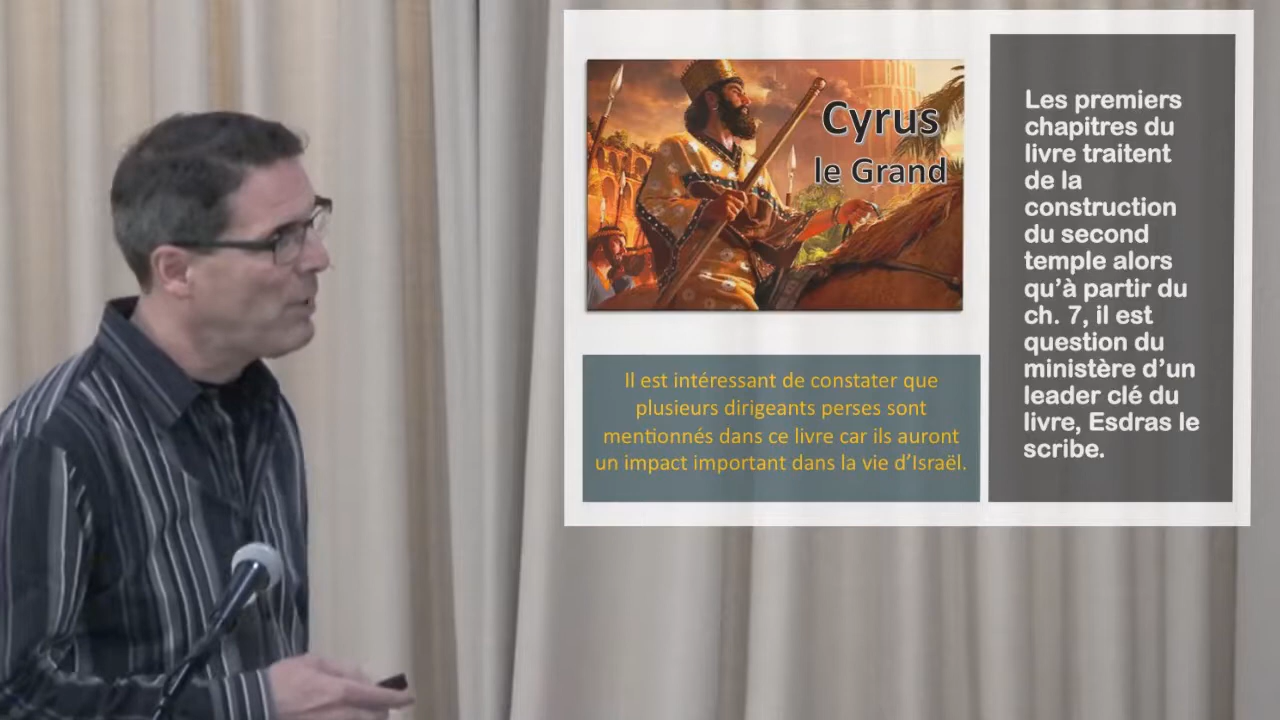 Cyrus
le Grand
Il est intéressant de constater que
plusieurs dirigeants perses sont
mentionnés dans ce livre car ils auront
un impact important dans la vie d'Israël.
Les premiers
chapitres du
livre traitent
de la
construction
du second
temple alors
qu'à partir du
ch. 7, il est
question du
ministère d'un
leader clé du
livre, Esdras le
scribe.